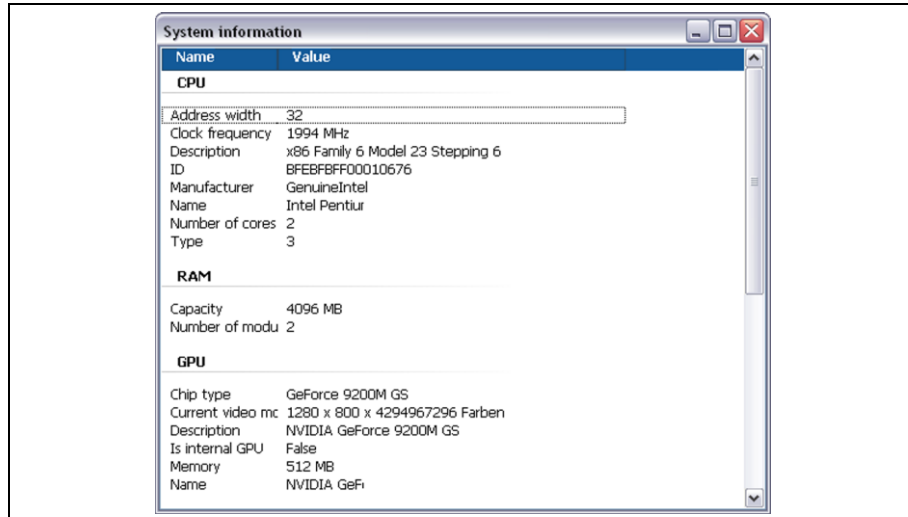 System information
Name Value
CPU
Address width 32
Clock frequency 1994 MHz
Description x86 Family 6 Model 23 Stepping 6
ID BFEBFBFF00010676
Manufacturer GenuineIntel
Name Intel Pentiur
Number of cores 2
Type 3
RAM
Capacity 4096 MB
Number of modu 2
GPU
Chip type GeForce 9200M GS
Current video mc 1280 x 800 x 4294967296 Farben
Description NVIDIA GeForce 9200M GS
Is internal GPU False
Memory 512 MB
Name NVIDIA GeF